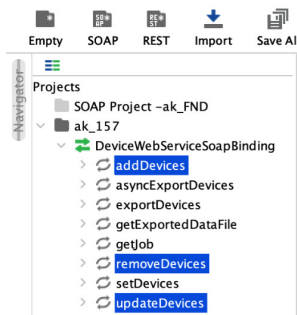 Empty SOAP REST Import Save Al
Navigator
Projects
SOAP Project -ak_FND
ak_157
DeviceWebServiceSoapBinding
addDevices
asyncExportDevices
exportDevices
getExportedDataFile
getJob
removeDevices
setDevices
updateDevices